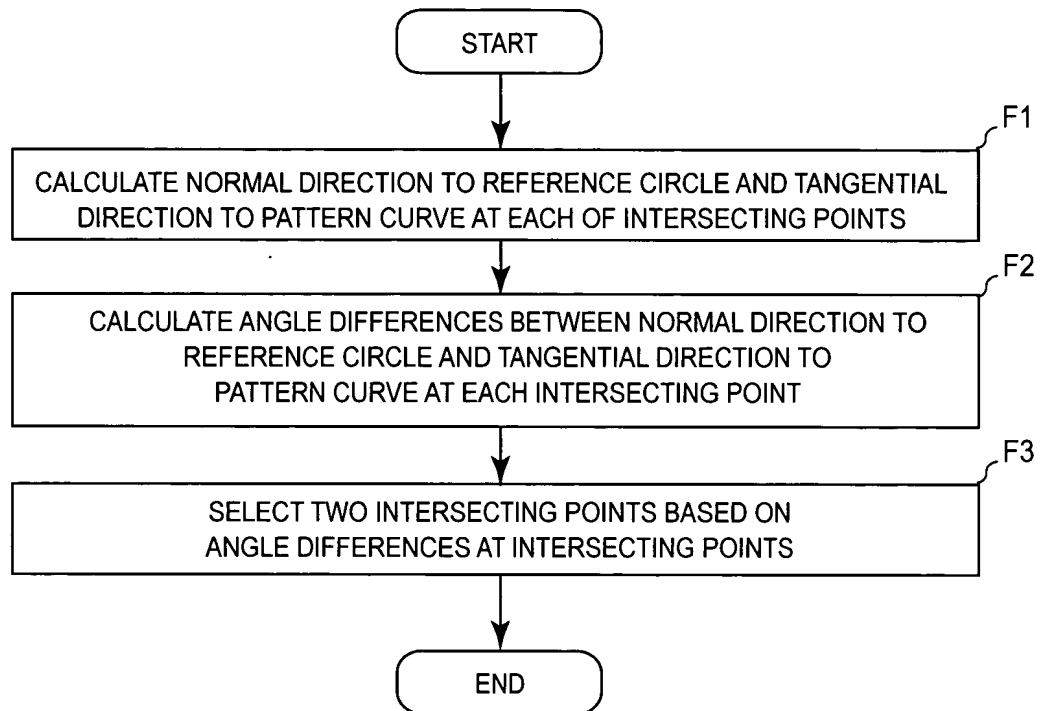 START
F1
CALCULATE NORMAL DIRECTION TO REFERENCE CIRCLE AND TANGENTIAL
DIRECTION TO PATTERN CURVE AT EACH OF INTERSECTING POINTS
F2
CALCULATE ANGLE DIFFERENCES BETWEEN NORMAL DIRECTION TO
REFERENCE CIRCLE AND TANGENTIAL DIRECTION TO
PATTERN CURVE AT EACH INTERSECTING POINT
F3
SELECT TWO INTERSECTING POINTS BASED ON
ANGLE DIFFERENCES AT INTERSECTING POINTS
END